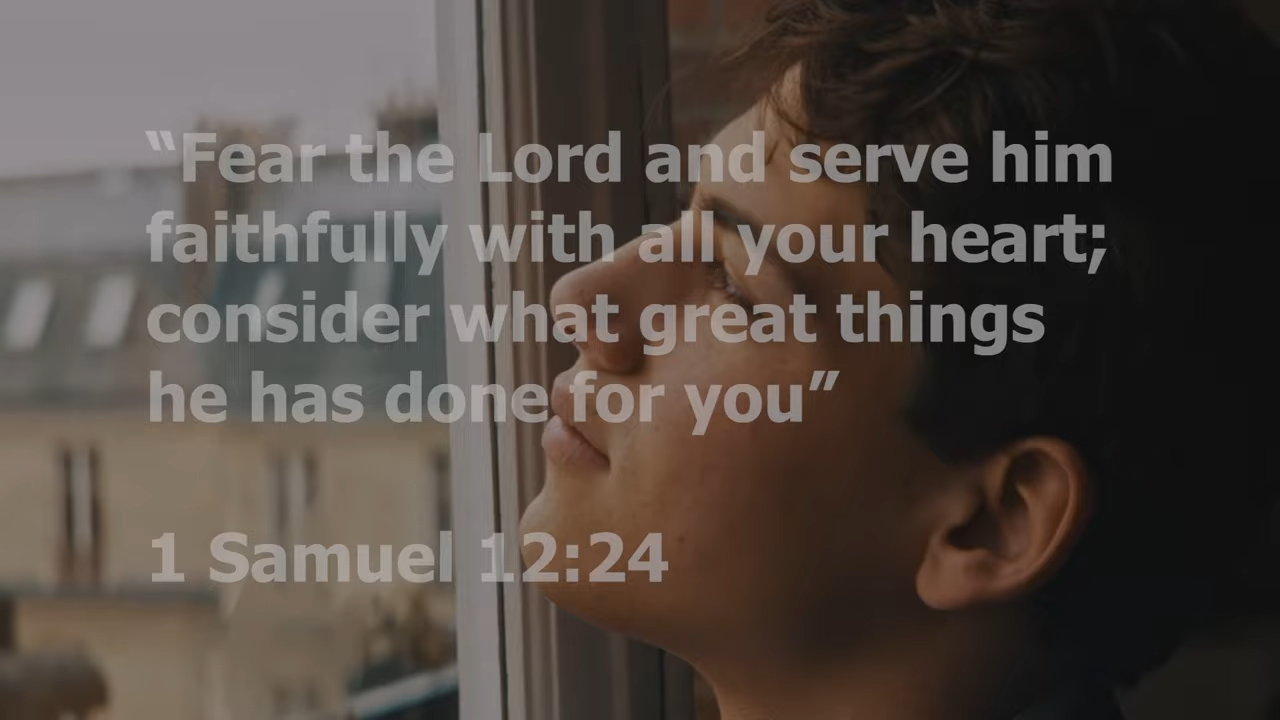 “Fear the Lord and serve him
faithfully with all your heart;
consider what great things
he has done for you”
1 Samuel 12:24